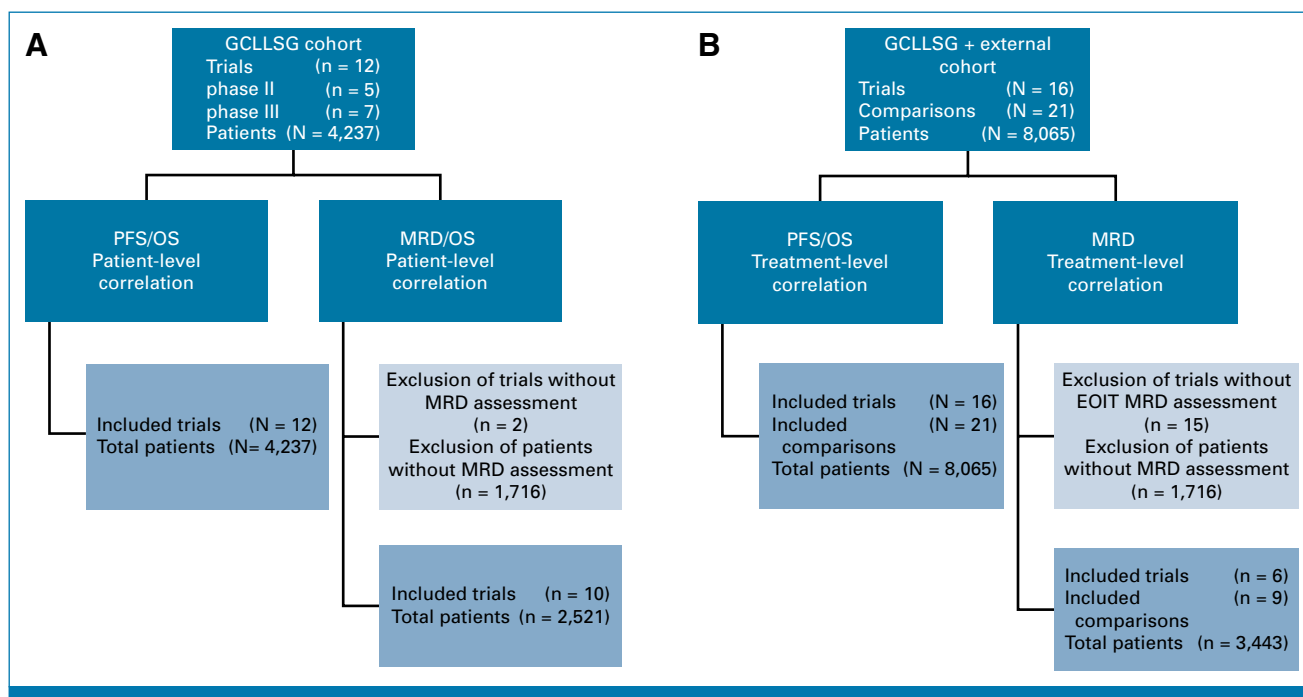 A
GCLLSG cohort
Trials (n = 12)
phase II (n = 5)
phase III (n = 7)
Patients (N = 4,237)
PFS/OS
Patient-level
correlation
MRD/OS
Patient-level
correlation
Included trials (N = 12)
Total patients (N= 4,237)
Exclusion of trials without
MRD assessment
(n = 2)
Exclusion of patients
without MRD assessment
(n = 1,716)
Included trials (n = 10)
Total patients (n = 2,521)
B
GCLLSG + external
cohort
Trials (N = 16)
Comparisons (N = 21)
Patients (N = 8,065)
PFS/OS
Treatment-level
correlation
MRD
Treatment-level
correlation
Included trials (N = 16)
Included (N = 21)
comparisons
Total patients (N = 8,065)
Exclusion of trials without
EOIT MRD assessment
(n = 15)
Exclusion of patients
without MRD assessment
(n = 1,716)
Included trials (n = 6)
Included (n = 9)
comparisons
Total patients (n = 3,443)